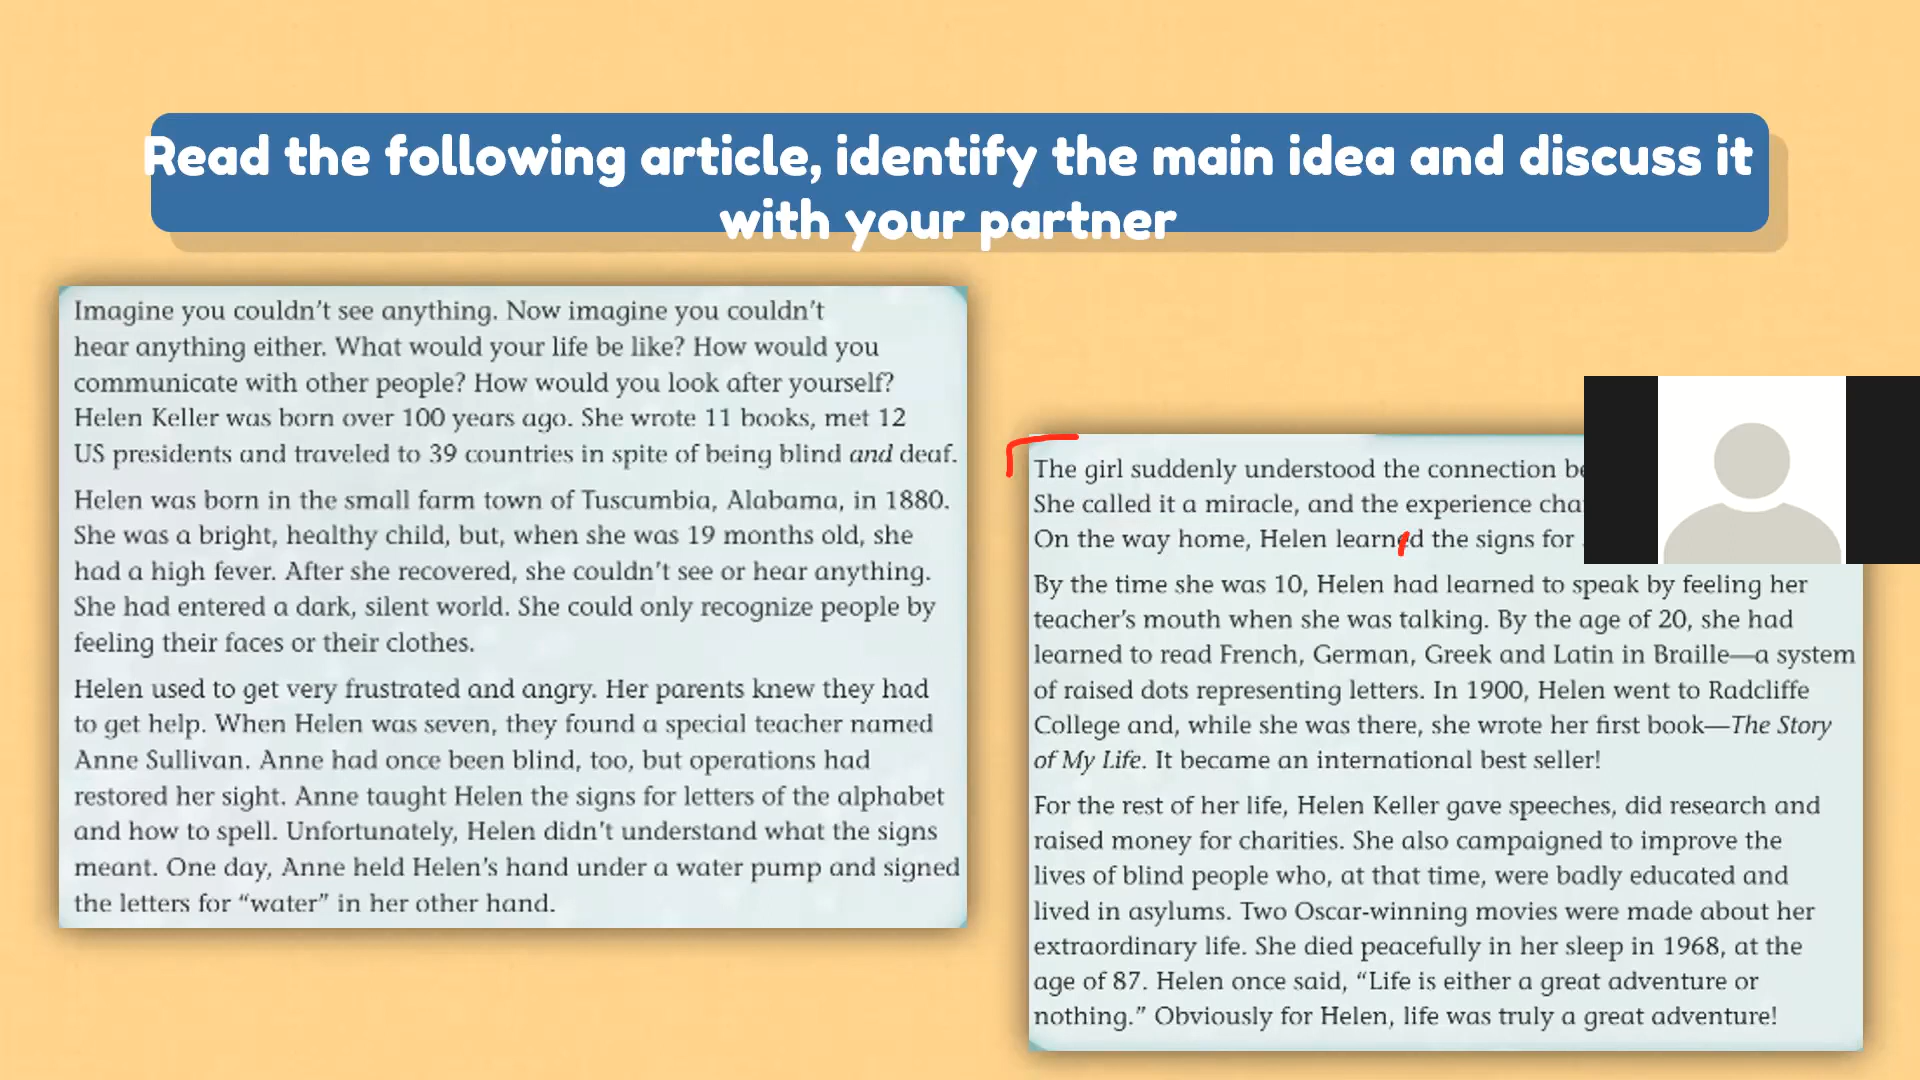 Read the following article, identify the main idea and discuss it
with your partner
Imagine you couldn't see anything. Now imagine you couldn't
hear anything either. What would your life be like? How would you
communicate with other people? How would you look after yourself?
Helen Keller was born over 100 years ago. She wrote 11 books, met 12
US presidents and traveled to 39 countries in spite of being blind and deaf.
Helen was born in the small farm town of Tuscumbia, Alabama, in 1880.
She was a bright, healthy child, but, when she was 19 months old, she
had a high fever. After she recovered, she couldn't see or hear anything.
She had entered a dark, silent world. She could only recognize people by
feeling their faces or their clothes.
Helen used to get very frustrated and angry. Her parents knew they had
to get help. When Helen was seven, they found a special teacher named
Anne Sullivan. Anne had once been blind, too, but operations had
restored her sight. Anne taught Helen the signs for letters of the alphabet
and how to spell. Unfortunately, Helen didn't understand what the signs
meant. One day, Anne held Helen's hand under a water pump and signed
the letters for "water" in her other hand.
The girl suddenly understood the connection
She called it a miracle, and the experience
On the way home, Helen learned the signs for
By the time she was 10, Helen had learned to speak by feeling her
teacher's mouth when she was talking. By the age of 20, she had
learned to read French, German, Greek and Latin in Braille—a system
of raised dots representing letters. In 1900, Helen went to Radcliffe
College and, while she was there, she wrote her first book—The Story
of My Life. It became an international best seller!
For the rest of her life, Helen Keller gave speeches, did research and
raised money for charities. She also campaigned to improve the
lives of blind people who, at that time, were badly educated and
lived in asylums. Two Oscar-winning movies were made about her
extraordinary life. She died peacefully in her sleep in 1968, at the
age of 87. Helen once said, "Life is either a great adventure or
nothing." Obviously for Helen, life was truly a great adventure!